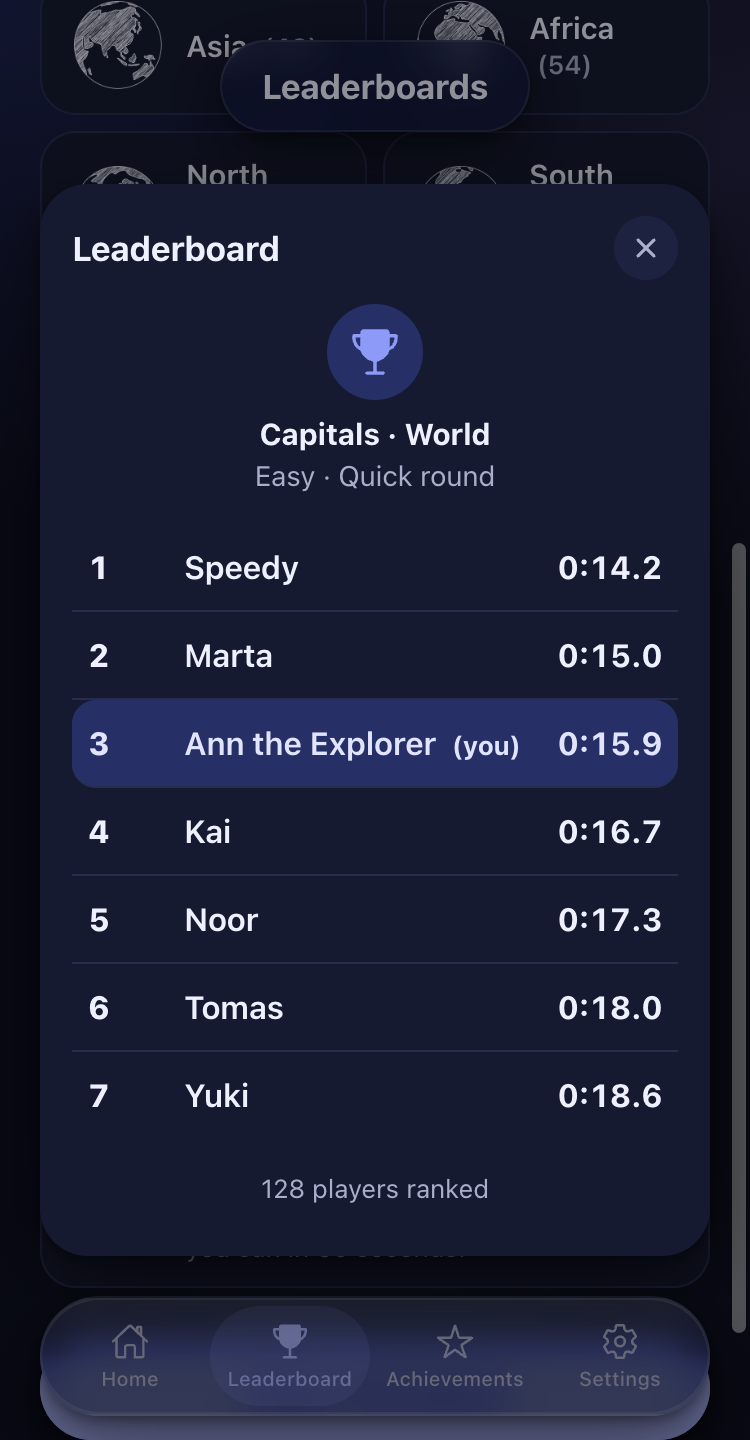 Asia
Africa
(54)
Leaderboards
North
South
Leaderboard
Capitals · World
Easy · Quick round
1 Speedy 0:14.2
2 Marta 0:15.0
3 Ann the Explorer (you) 0:15.9
4 Kai 0:16.7
5 Noor 0:17.3
6 Tomas 0:18.0
7 Yuki 0:18.6
128 players ranked
Home
Leaderboard
Achievements
Settings